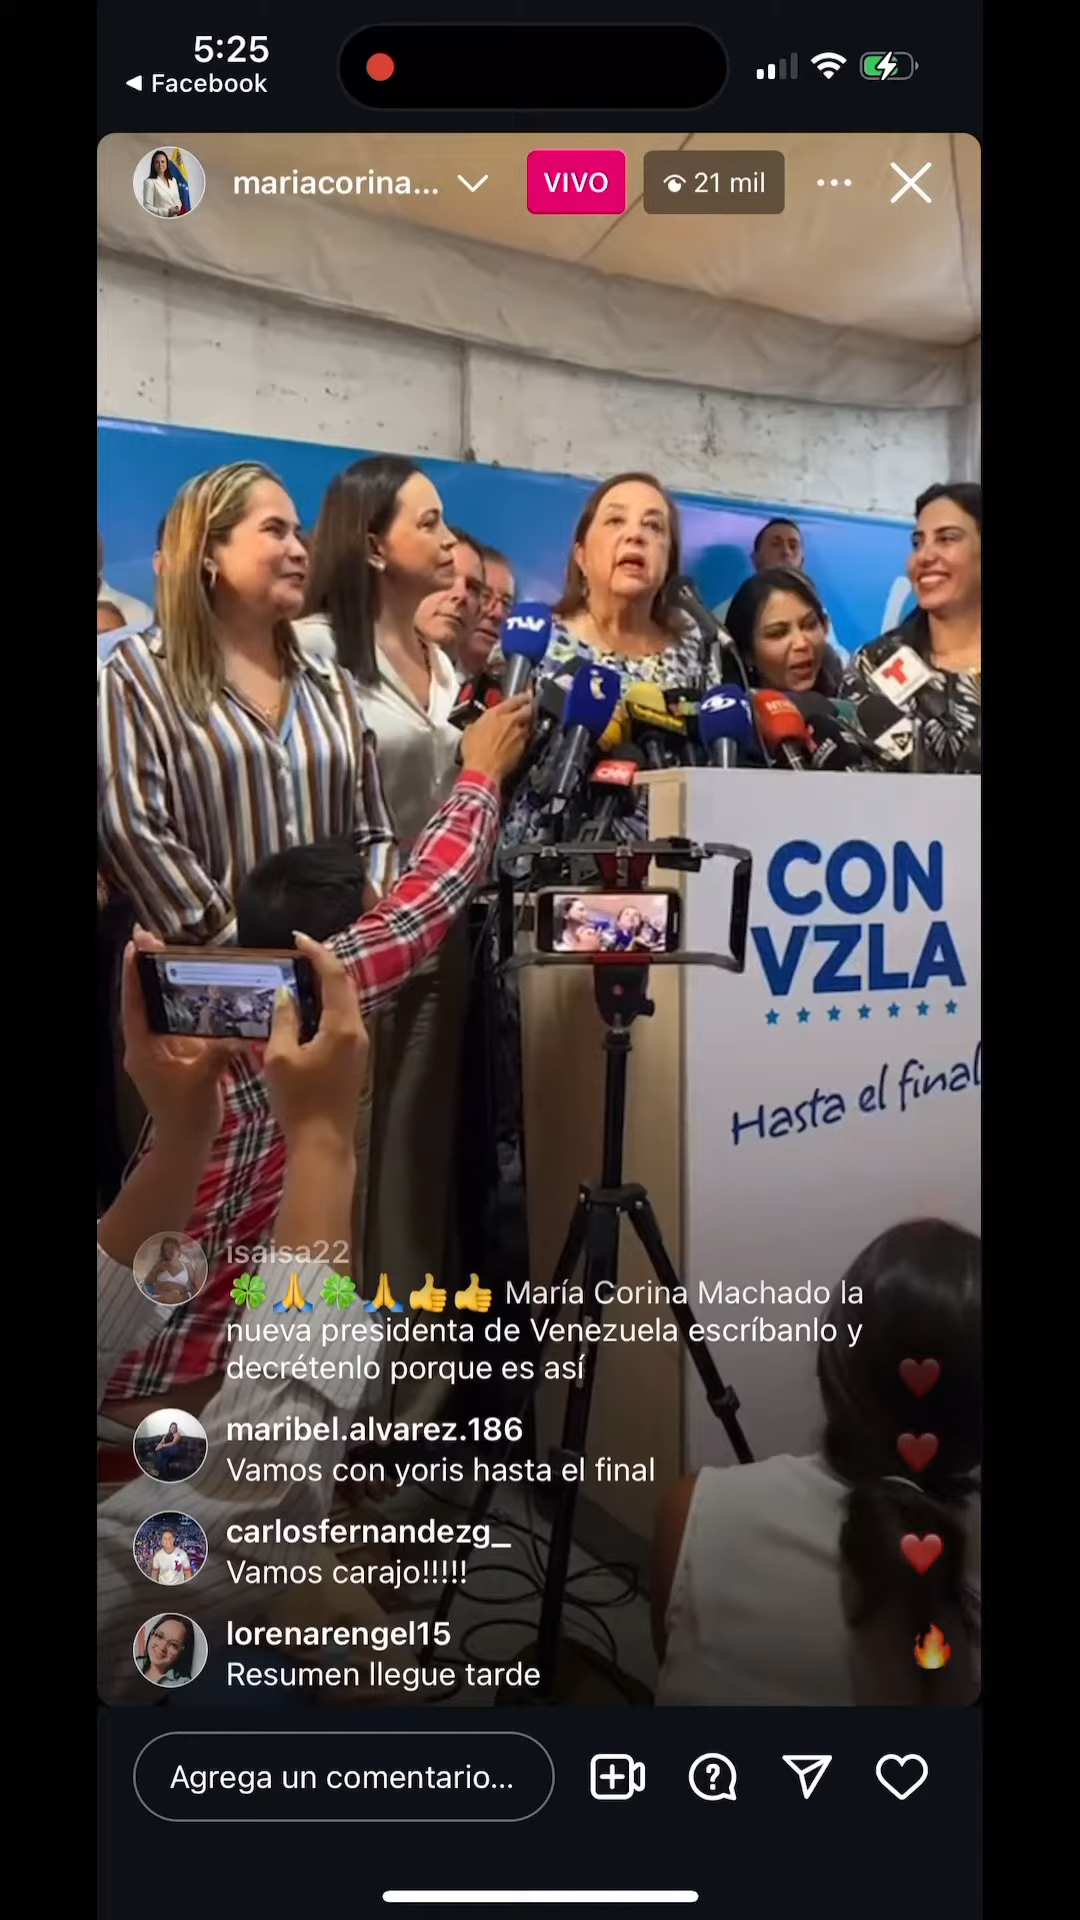 5:25
◀ Facebook
mariacorina...
VIVO
21 mil
TVV
CNN
CON
VZLA
Hasta el final
isaisa22
🍀🙏🍀🙏👍👍 María Corina Machado la
nueva presidenta de Venezuela escríbanlo y
decrétenlo porque es así
maribel.alvarez.186
Vamos con yoris hasta el final
carlosfernandezg_
Vamos carajo!!!!!
lorenarengel15
Resumen llegue tarde
Agrega un comentario...